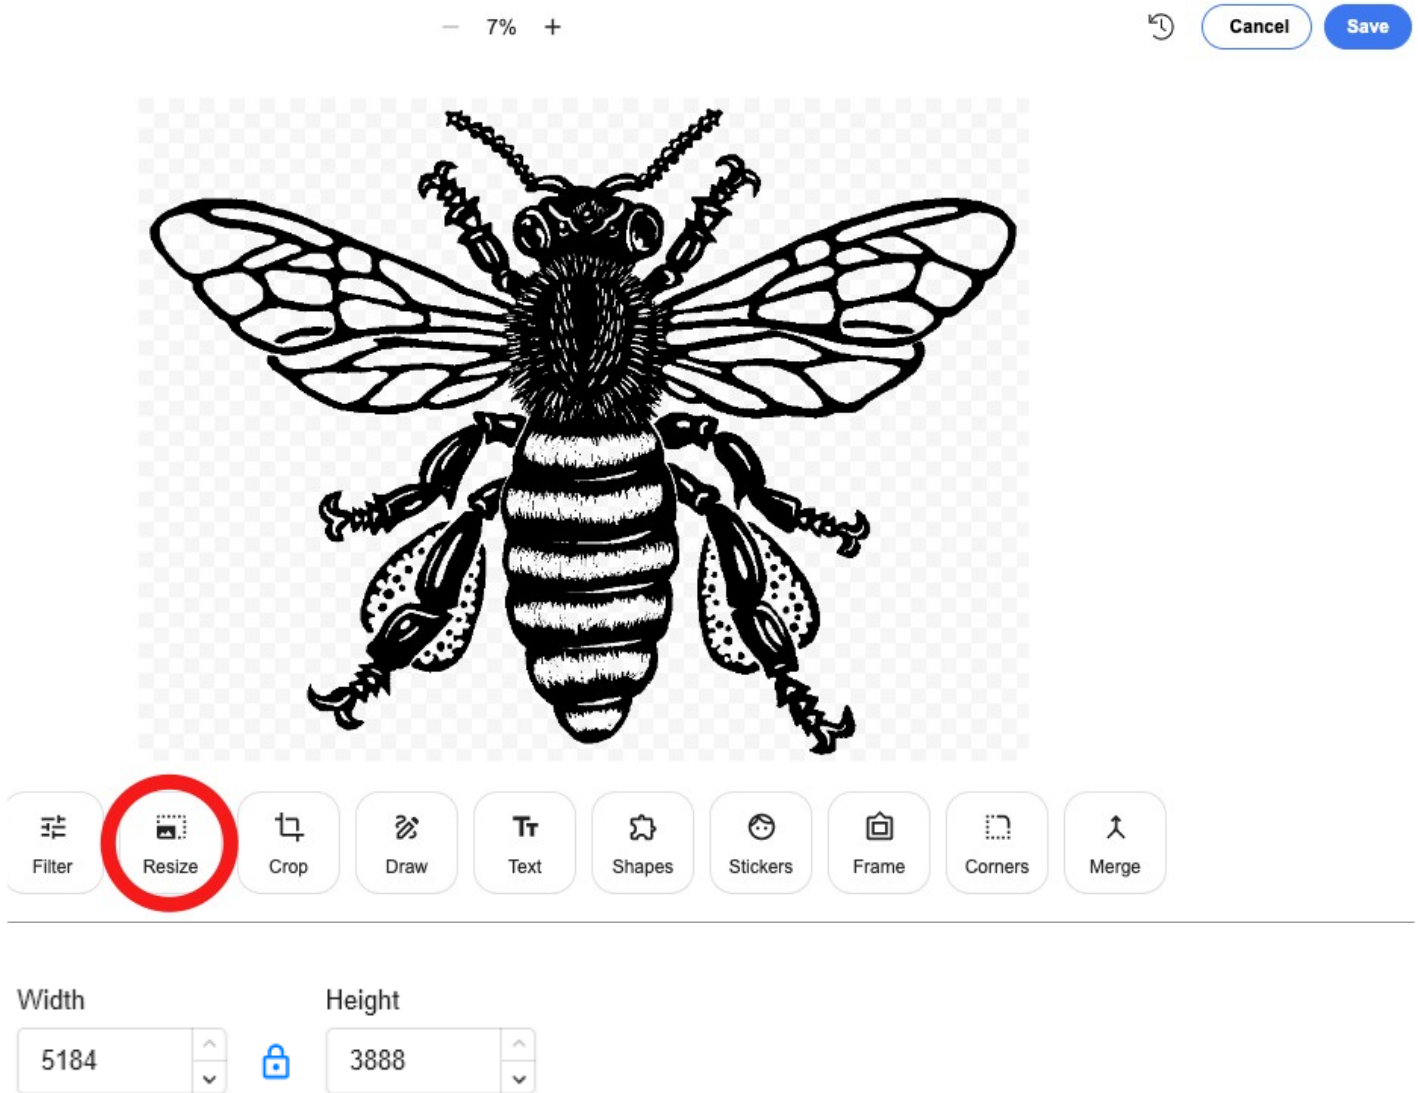 7%
Cancel
Save
Filter
Resize
Crop
Draw
Text
Shapes
Stickers
Frame
Corners
Merge
Width
Height
5184
3888